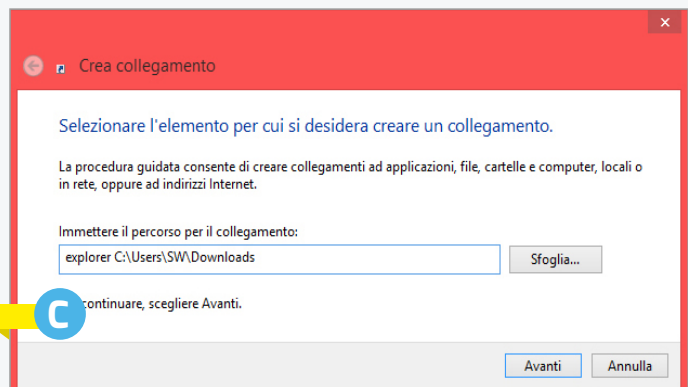 Crea collegamento
Selezionare l'elemento per cui si desidera creare un collegamento.
La procedura guidata consente di creare collegamenti ad applicazioni, file, cartelle e computer, locali o
in rete, oppure ad indirizzi Internet.
Immettere il percorso per il collegamento:
explorer C:\Users\SW\Downloads
Sfoglia...
C
continuare, scegliere Avanti.
Avanti
Annulla